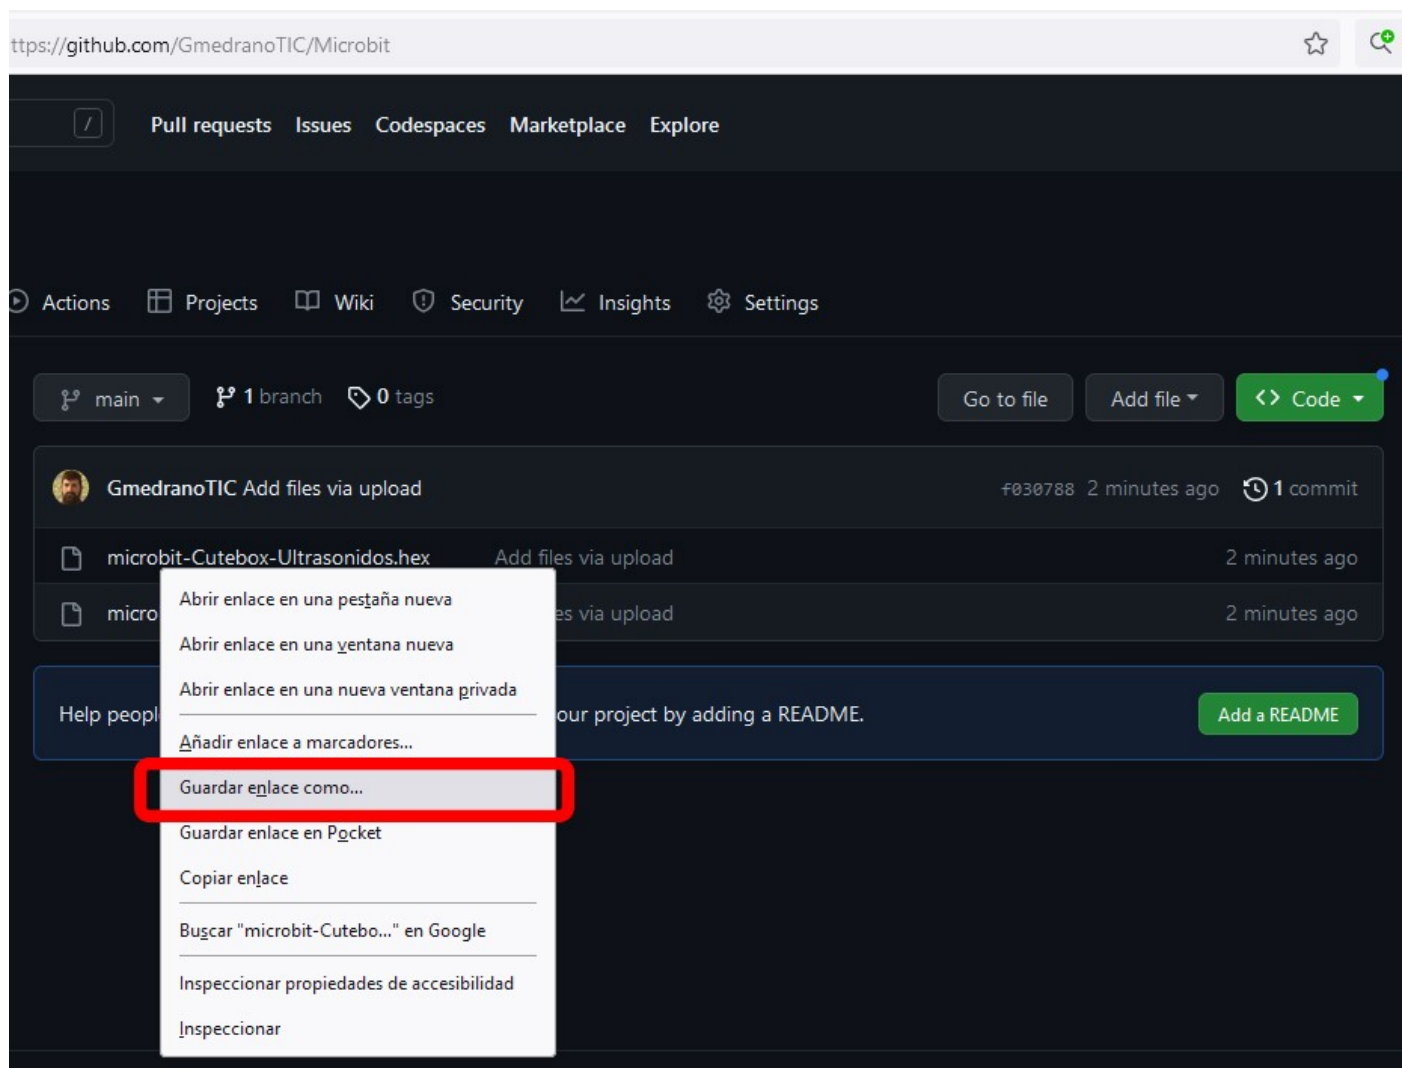 ttps://github.com/GmedranoTIC/Microbit
/ Pull requests Issues Codespaces Marketplace Explore
Actions Projects Wiki Security Insights Settings
main 1 branch 0 tags Go to file Add file Code
GmedranoTIC Add files via upload f030788 2 minutes ago 1 commit
microbit-Cutebox-Ultrasonidos.hex Add files via upload 2 minutes ago
micro es via upload 2 minutes ago
Help peopl our project by adding a README. Add a README
Abrir enlace en una pestaña nueva
Abrir enlace en una ventana nueva
Abrir enlace en una nueva ventana privada
Añadir enlace a marcadores...
Guardar enlace como...
Guardar enlace en Pocket
Copiar enlace
Buscar "microbit-Cutebo..." en Google
Inspeccionar propiedades de accesibilidad
Inspeccionar